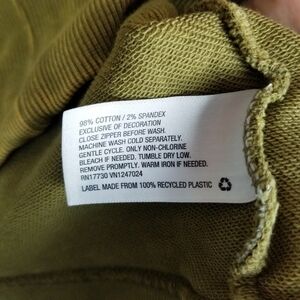 98% COTTON / 2% SPANDEX
EXCLUSIVE OF DECORATION
CLOSE ZIPPER BEFORE WASH.
MACHINE WASH COLD SEPARATELY.
GENTLE CYCLE. ONLY NON-CHLORINE
BLEACH IF NEEDED. TUMBLE DRY LOW.
REMOVE PROMPTLY. WARM IRON IF NEEDED.
RN17730 VN1247024
LABEL MADE FROM 100% RECYCLED PLASTIC